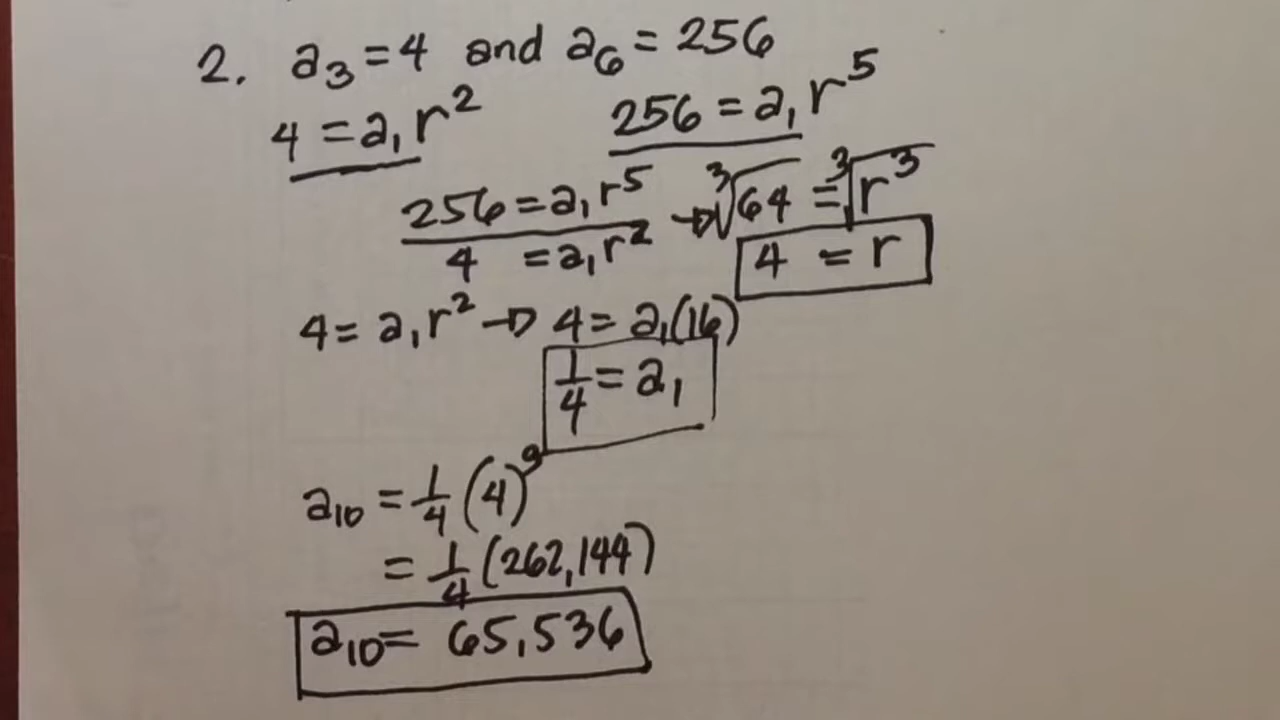 2. a₃ = 4 and a₆ = 256
4 = a₁r² 256 = a₁r⁵
256 = a₁r⁵ → ∛64 = ∛r³
4 = a₁r² 4 = r
4 = a₁r² → 4 = a₁(16)
1/4 = a₁
a₁₀ = 1/4 (4)⁹
= 1/4 (262,144)
a₁₀ = 65,536